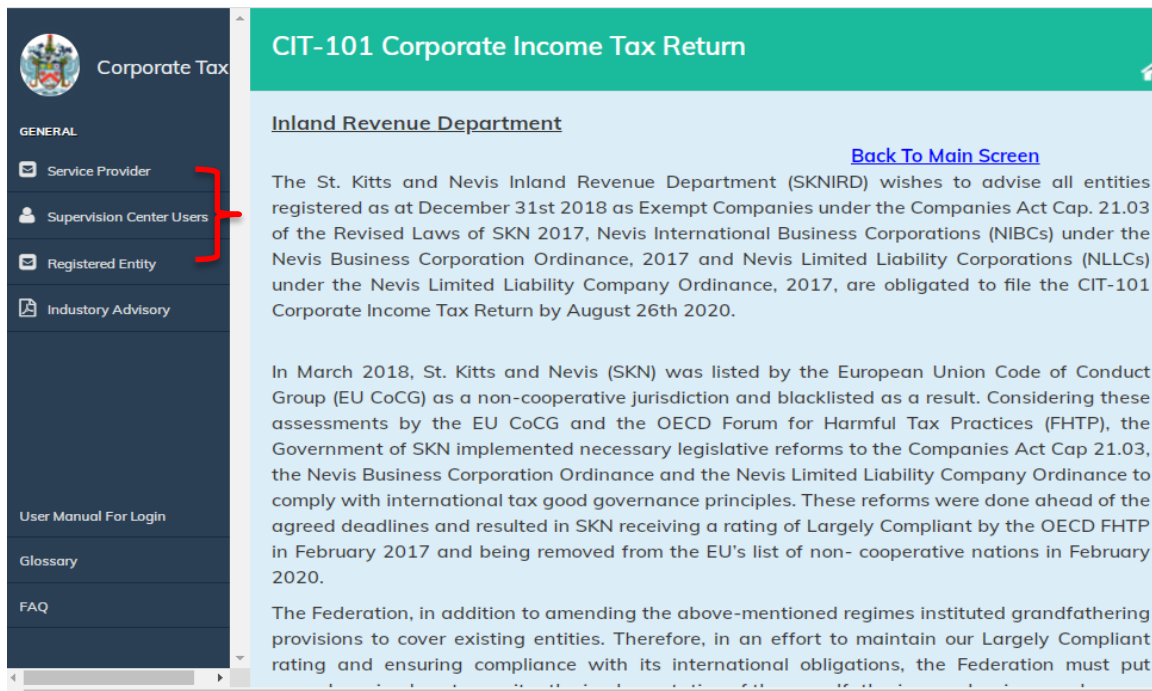 Corporate Tax
GENERAL
Service Provider
Supervision Center Users
Registered Entity
Industory Advisory
User Manual For Login
Glossary
FAQ
CIT-101 Corporate Income Tax Return
Inland Revenue Department
Back To Main Screen
The St. Kitts and Nevis Inland Revenue Department (SKNIRD) wishes to advise all entities
registered as at December 31st 2018 as Exempt Companies under the Companies Act Cap. 21.03
of the Revised Laws of SKN 2017, Nevis International Business Corporations (NIBCs) under the
Nevis Business Corporation Ordinance, 2017 and Nevis Limited Liability Corporations (NLLCs)
under the Nevis Limited Liability Company Ordinance, 2017, are obligated to file the CIT-101
Corporate Income Tax Return by August 26th 2020.
In March 2018, St. Kitts and Nevis (SKN) was listed by the European Union Code of Conduct
Group (EU CoCG) as a non-cooperative jurisdiction and blacklisted as a result. Considering these
assessments by the EU CoCG and the OECD Forum for Harmful Tax Practices (FHTP), the
Government of SKN implemented necessary legislative reforms to the Companies Act Cap 21.03,
the Nevis Business Corporation Ordinance and the Nevis Limited Liability Company Ordinance to
comply with international tax good governance principles. These reforms were done ahead of the
agreed deadlines and resulted in SKN receiving a rating of Largely Compliant by the OECD FHTP
in February 2017 and being removed from the EU's list of non- cooperative nations in February
2020.
The Federation, in addition to amending the above-mentioned regimes instituted grandfathering
provisions to cover existing entities. Therefore, in an effort to maintain our Largely Compliant
rating and ensuring compliance with its international obligations, the Federation must put